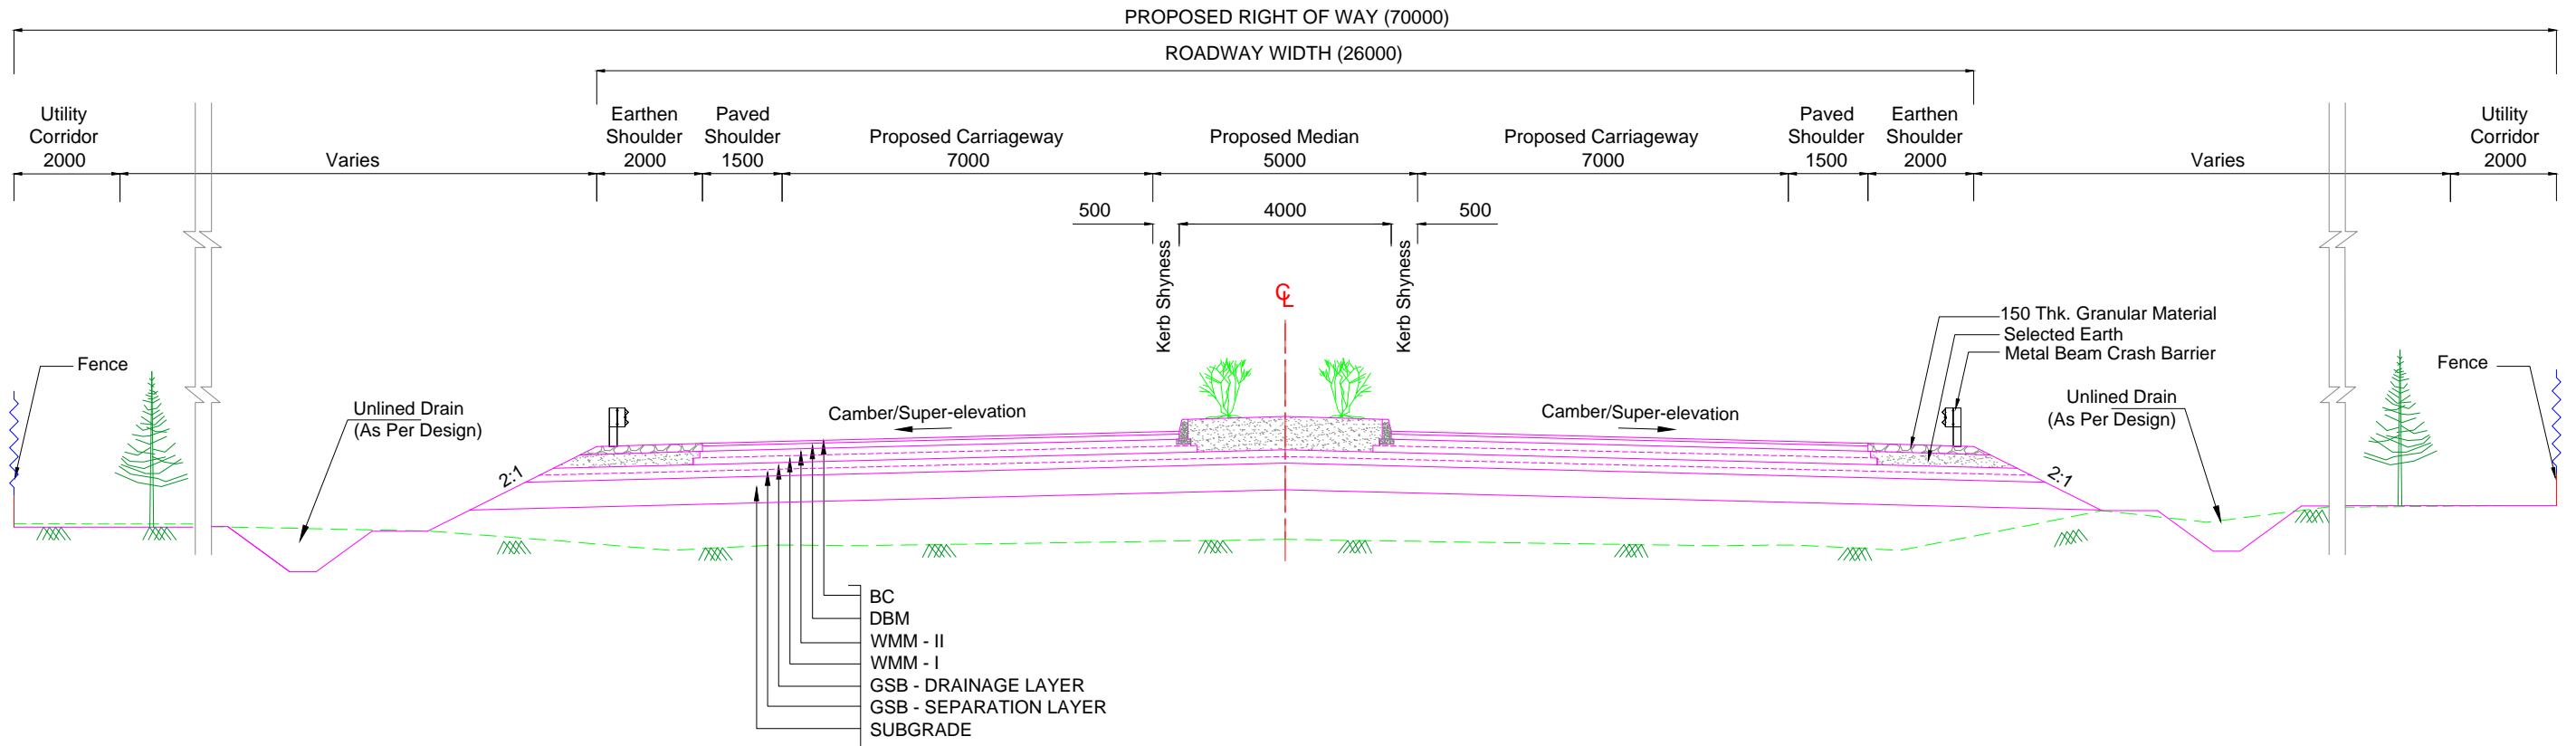 PROPOSED RIGHT OF WAY (70000)
ROADWAY WIDTH (26000)
Utility
Corridor
2000
Varies
Earthen
Shoulder
2000
Paved
Shoulder
1500
Proposed Carriageway
7000
Proposed Median
5000
Proposed Carriageway
7000
Paved
Shoulder
1500
Earthen
Shoulder
2000
Varies
Utility
Corridor
2000
500
4000
500
Kerb Shyness
Kerb Shyness
CL
150 Thk. Granular Material
Selected Earth
Metal Beam Crash Barrier
Fence
Fence
Unlined Drain
(As Per Design)
Camber/Super-elevation
Camber/Super-elevation
Unlined Drain
(As Per Design)
2:1
2:1
BC
DBM
WMM - II
WMM - I
GSB - DRAINAGE LAYER
GSB - SEPARATION LAYER
SUBGRADE